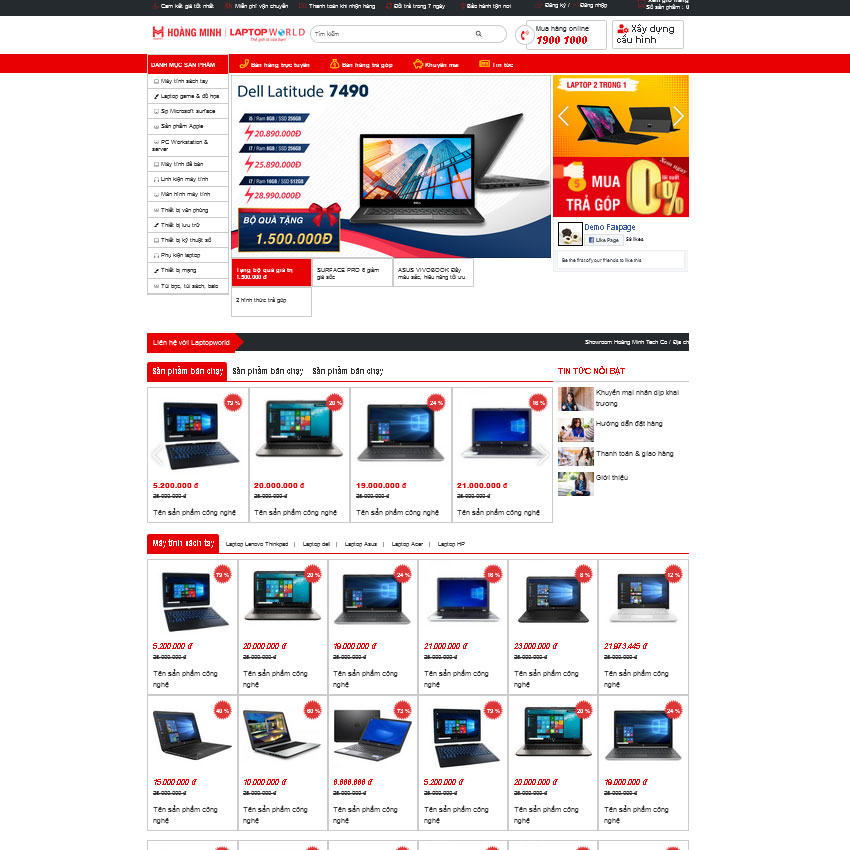 Cam kết giá tốt nhất
Miễn phí vận chuyển
Thanh toán khi nhận hàng
Đổi trả trong 7 ngày
Bảo hành tận nơi
Đăng ký /
Đăng nhập
Số sản phẩm : 0
HOÀNG MINH
LAPTOPWORLD
Tìm kiếm
Mua hàng online
1900 1000
Xây dựng
cấu hình
DANH MỤC SẢN PHẨM
Bán hàng trực tuyến
Bán hàng trả góp
Khuyến mại
Tin tức
Máy tính xách tay
Laptop game & đồ họa
Sp Microsoft surface
Sản phẩm Apple
PC Workstation &
server
Máy tính để bàn
Linh kiện máy tính
Màn hình máy tính
Thiết bị văn phòng
Thiết bị lưu trữ
Thiết bị kỹ thuật số
Phụ kiện laptop
Thiết bị mạng
Túi bọc, túi sách, balo
Dell Latitude 7490
i5 / Ram 8GB / SSD 256GB
20.890.000Đ
i7 / Ram 8GB / SSD 256GB
25.890.000Đ
i7 / Ram 16GB / SSD 512GB
28.990.000Đ
BỘ QUÀ TẶNG
1.500.000Đ
Tặng bộ quà giá trị
1.500.000 đ
SURFACE PRO 6 giảm
giá sốc
ASUS VIVOBOOK Đầy
màu sắc, hiệu năng tối ưu
2 hình thức trả góp
LAPTOP 2 TRONG 1
MUA
TRẢ GÓP
0%
lãi suất
Xem ngay
Demo Fanpage
Like Page
58 likes
Be the first of your friends to like this
Liên hệ với Laptopworld
Showroom Hoàng Minh Tech Co / Địa ch
Sản phẩm bán chạy
Sản phẩm bán chạy
Sản phẩm bán chạy
TIN TỨC NỔI BẬT
79 %
5.200.000 đ
25.000.000 đ
Tên sản phẩm công nghệ
20 %
20.000.000 đ
25.000.000 đ
Tên sản phẩm công nghệ
24 %
19.000.000 đ
25.000.000 đ
Tên sản phẩm công nghệ
16 %
21.000.000 đ
25.000.000 đ
Tên sản phẩm công nghệ
Khuyến mại nhân dịp khai
trương
Hướng dẫn đặt hàng
Thanh toán & giao hàng
Giới thiệu
Máy tính xách tay
Laptop Lenovo Thinkpad |
Laptop dell |
Laptop Asus |
Laptop Acer |
Laptop HP
79 %
5.200.000 đ
25.000.000 đ
Tên sản phẩm công
nghệ
20 %
20.000.000 đ
25.000.000 đ
Tên sản phẩm công
nghệ
24 %
19.000.000 đ
25.000.000 đ
Tên sản phẩm công
nghệ
16 %
21.000.000 đ
25.000.000 đ
Tên sản phẩm công
nghệ
8 %
23.000.000 đ
25.000.000 đ
Tên sản phẩm công
nghệ
12 %
21.973.445 đ
25.000.000 đ
Tên sản phẩm công
nghệ
40 %
15.000.000 đ
25.000.000 đ
Tên sản phẩm công
nghệ
60 %
10.000.000 đ
25.000.000 đ
Tên sản phẩm công
nghệ
73 %
6.666.666 đ
25.000.000 đ
Tên sản phẩm công
nghệ
79 %
5.200.000 đ
25.000.000 đ
Tên sản phẩm công
nghệ
20 %
20.000.000 đ
25.000.000 đ
Tên sản phẩm công
nghệ
24 %
19.000.000 đ
25.000.000 đ
Tên sản phẩm công
nghệ